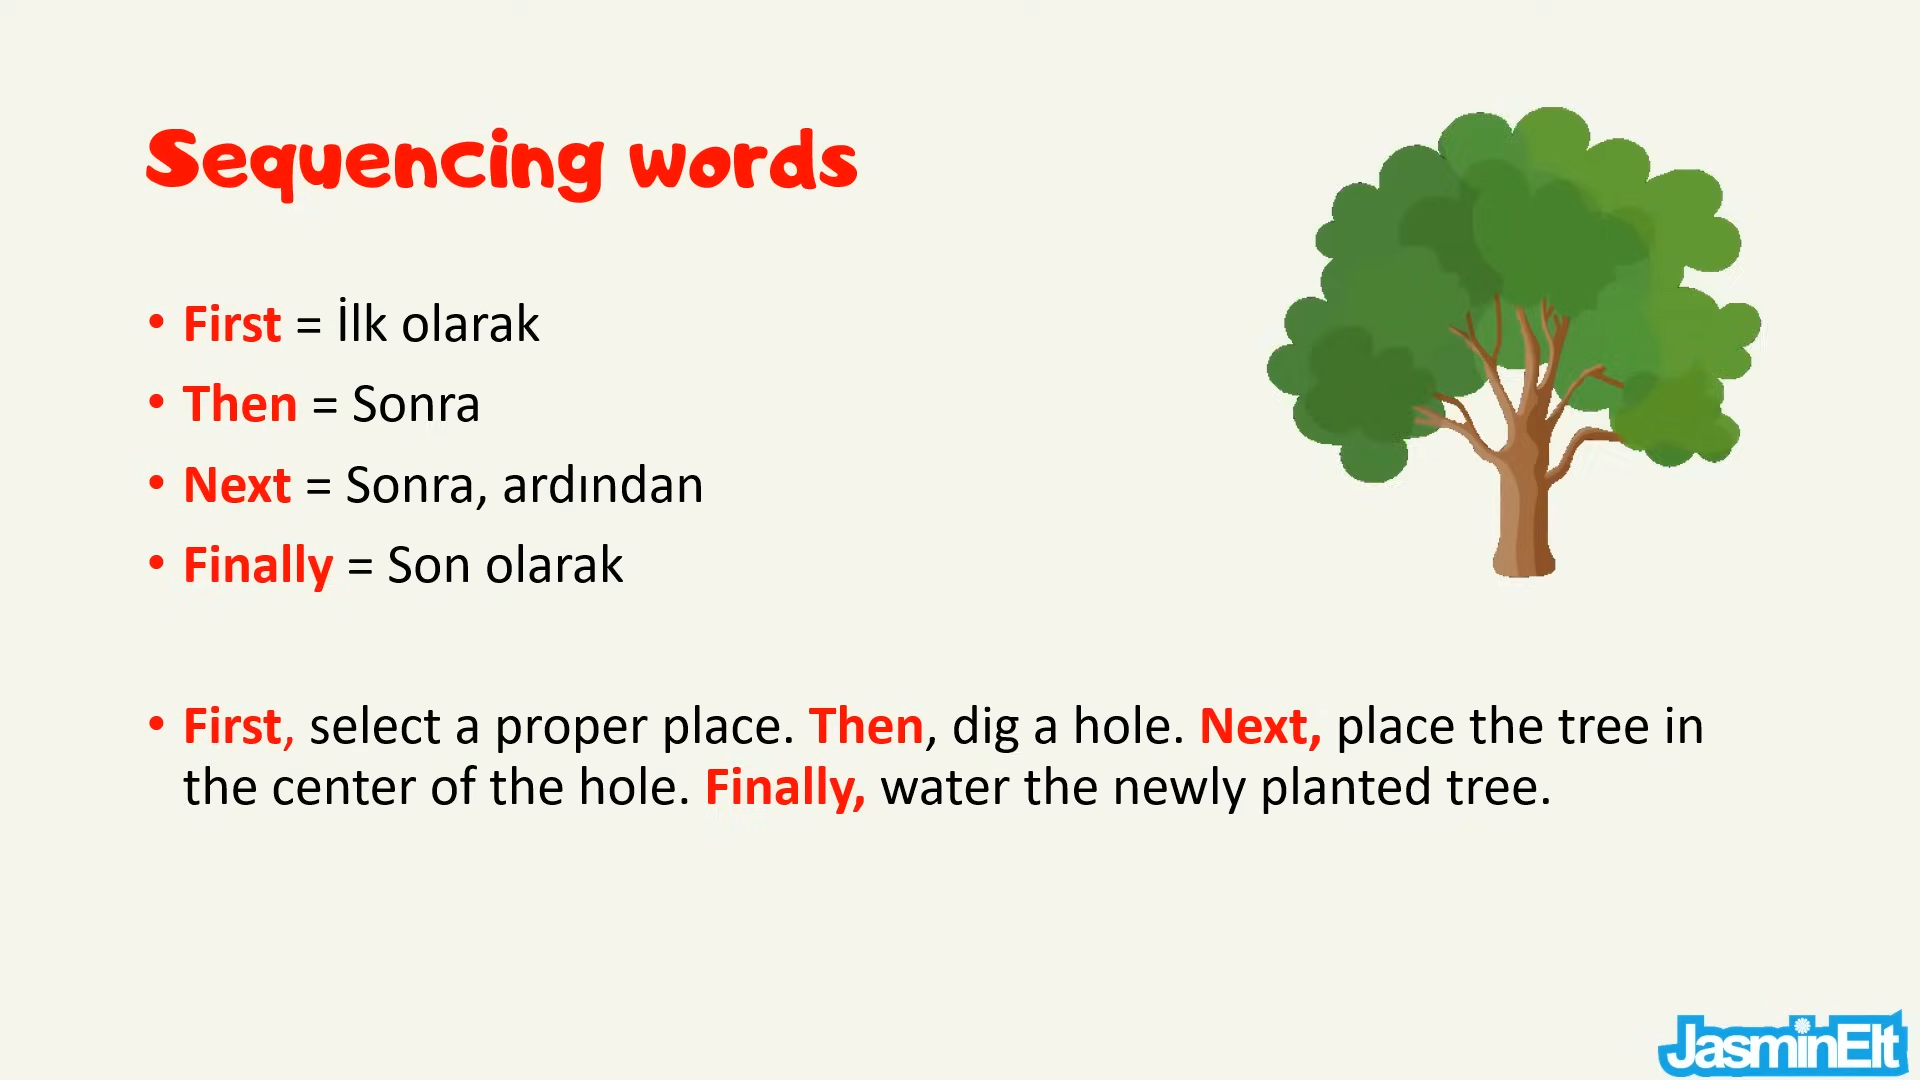 Sequencing words
• First = İlk olarak
• Then = Sonra
• Next = Sonra, ardından
• Finally = Son olarak
• First, select a proper place. Then, dig a hole. Next, place the tree in
the center of the hole. Finally, water the newly planted tree.
JasminElt